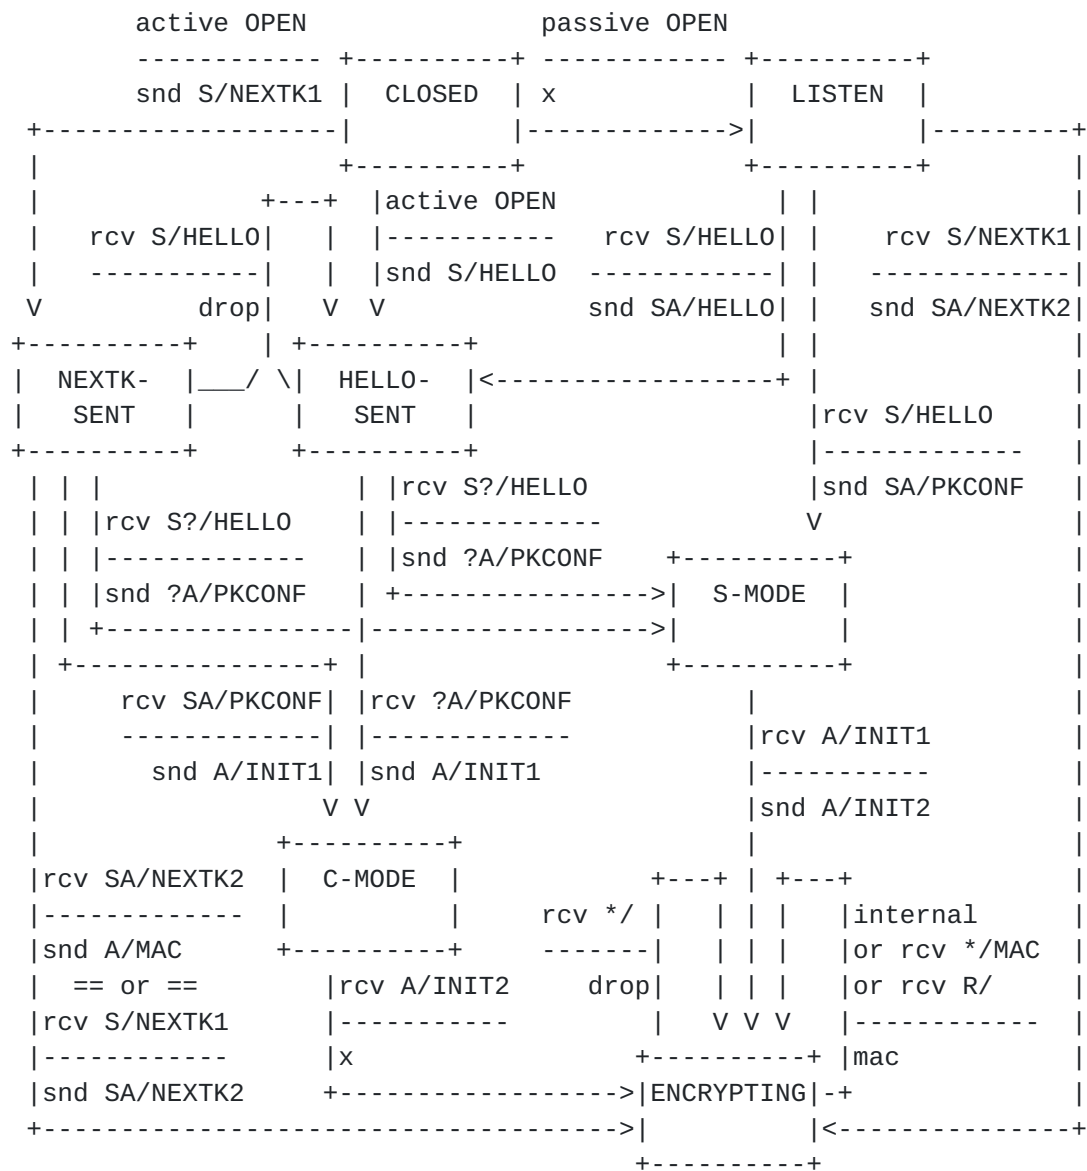 active OPEN                passive OPEN
------------ +----------+ ------------ +----------+
snd S/NEXTK1 |  CLOSED  | x            |  LISTEN  |
+-------------------|          |------------->|          |---------+
|                   +----------+              +----------+         |
|              +---+  |active OPEN              | |                |
|   rcv S/HELLO|   |  |-----------   rcv S/HELLO| |    rcv S/NEXTK1|
|   -----------|   |  |snd S/HELLO  ------------| |   -------------|
V          drop|   V  V             snd SA/HELLO| |   snd SA/NEXTK2|
+----------+    | +----------+                 | |                |
|  NEXTK-  |___/ \|  HELLO-  |<------------------+ |               |
|   SENT   |      |   SENT   |                      |rcv S/HELLO     |
+----------+      +----------+                      |-------------   |
| | |                | |rcv S?/HELLO              |snd SA/PKCONF   |
| | |rcv S?/HELLO    | |-------------             V                |
| | |-------------   | |snd ?A/PKCONF    +----------+              |
| | |snd ?A/PKCONF   | +---------------->|  S-MODE  |              |
| | +----------------|------------------>|          |              |
| +----------------+ |                   +----------+              |
|     rcv SA/PKCONF| |rcv ?A/PKCONF           |                    |
|     -------------| |-------------           |rcv A/INIT1         |
|       snd A/INIT1| |snd A/INIT1             |-----------         |
|                  V V                        |snd A/INIT2         |
|               +----------+                  |                    |
|rcv SA/NEXTK2  |  C-MODE  |            +---+ | +---+              |
|-------------  |          |     rcv */ |   | | |   |internal      |
|snd A/MAC      +----------+     -------|   | | |   |or rcv */MAC  |
|  == or ==        |rcv A/INIT2     drop|   | | |   |or rcv R/     |
|rcv S/NEXTK1      |-----------         |   V V V   |------------  |
|------------      |x                  +----------+ |mac           |
|snd SA/NEXTK2     +------------------>|ENCRYPTING|-+              |
+------------------------------------->|          |<---------------+
+----------+